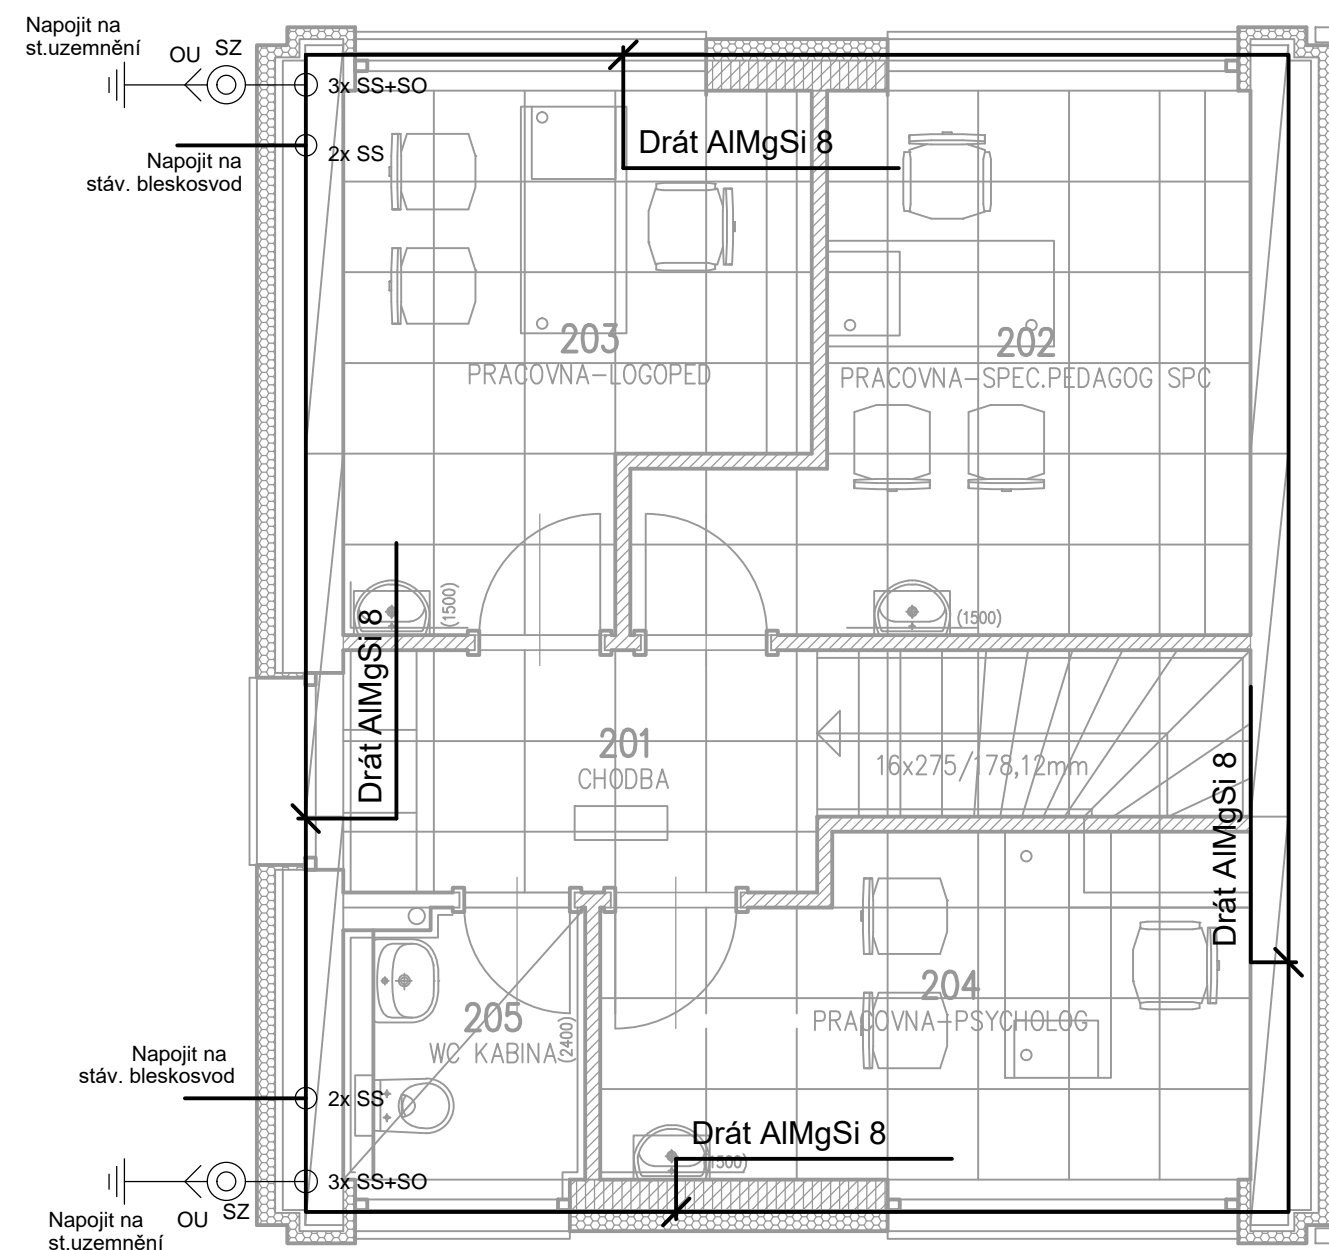 Napojit na
st.uzemnění
OU
SZ
3x SS+SO
2x SS
Napojit na
stáv. bleskosvod
Drát AlMgSi 8
203
PRACOVNA-LOGOPED
202
PRACOVNA-SPEC.PEDAGOG SPC
(1500)
(1500)
Drát AlMgSi 8
201
CHODBA
16x275/178,12mm
Drát AlMgSi 8
204
PRACOVNA-PSYCHOLOG
205
WC KABINA
(2400)
Napojit na
stáv. bleskosvod
2x SS
Drát AlMgSi 8
(1500)
3x SS+SO
OU
SZ
Napojit na
st.uzemnění